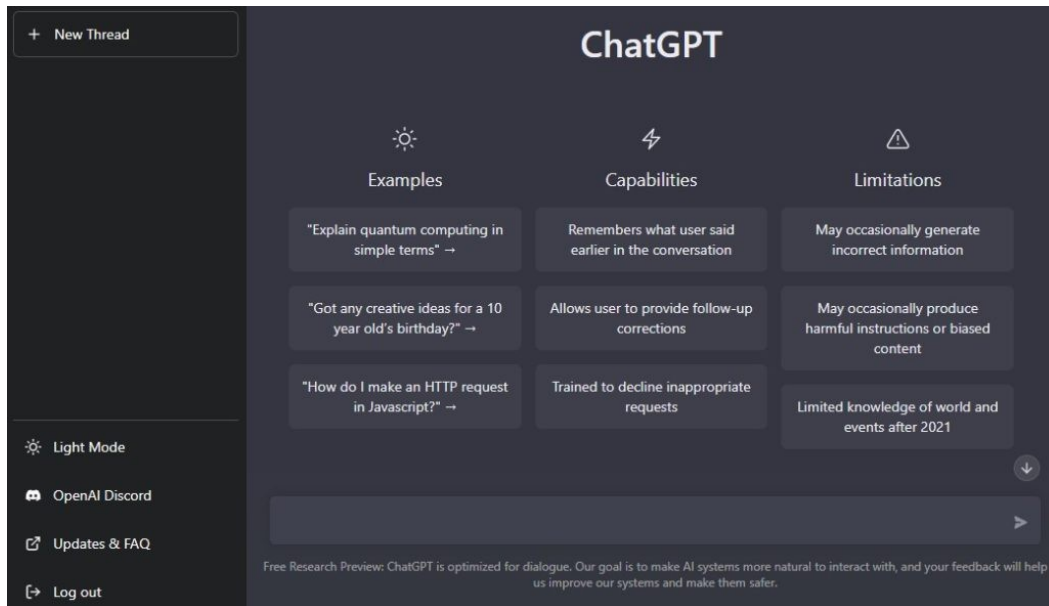 + New Thread
Light Mode
OpenAI Discord
Updates & FAQ
Log out
ChatGPT
Examples
"Explain quantum computing in
simple terms" →
"Got any creative ideas for a 10
year old's birthday?" →
"How do I make an HTTP request
in Javascript?" →
Capabilities
Remembers what user said
earlier in the conversation
Allows user to provide follow-up
corrections
Trained to decline inappropriate
requests
Limitations
May occasionally generate
incorrect information
May occasionally produce
harmful instructions or biased
content
Limited knowledge of world and
events after 2021
Free Research Preview: ChatGPT is optimized for dialogue. Our goal is to make AI systems more natural to interact with, and your feedback will help
us improve our systems and make them safer.